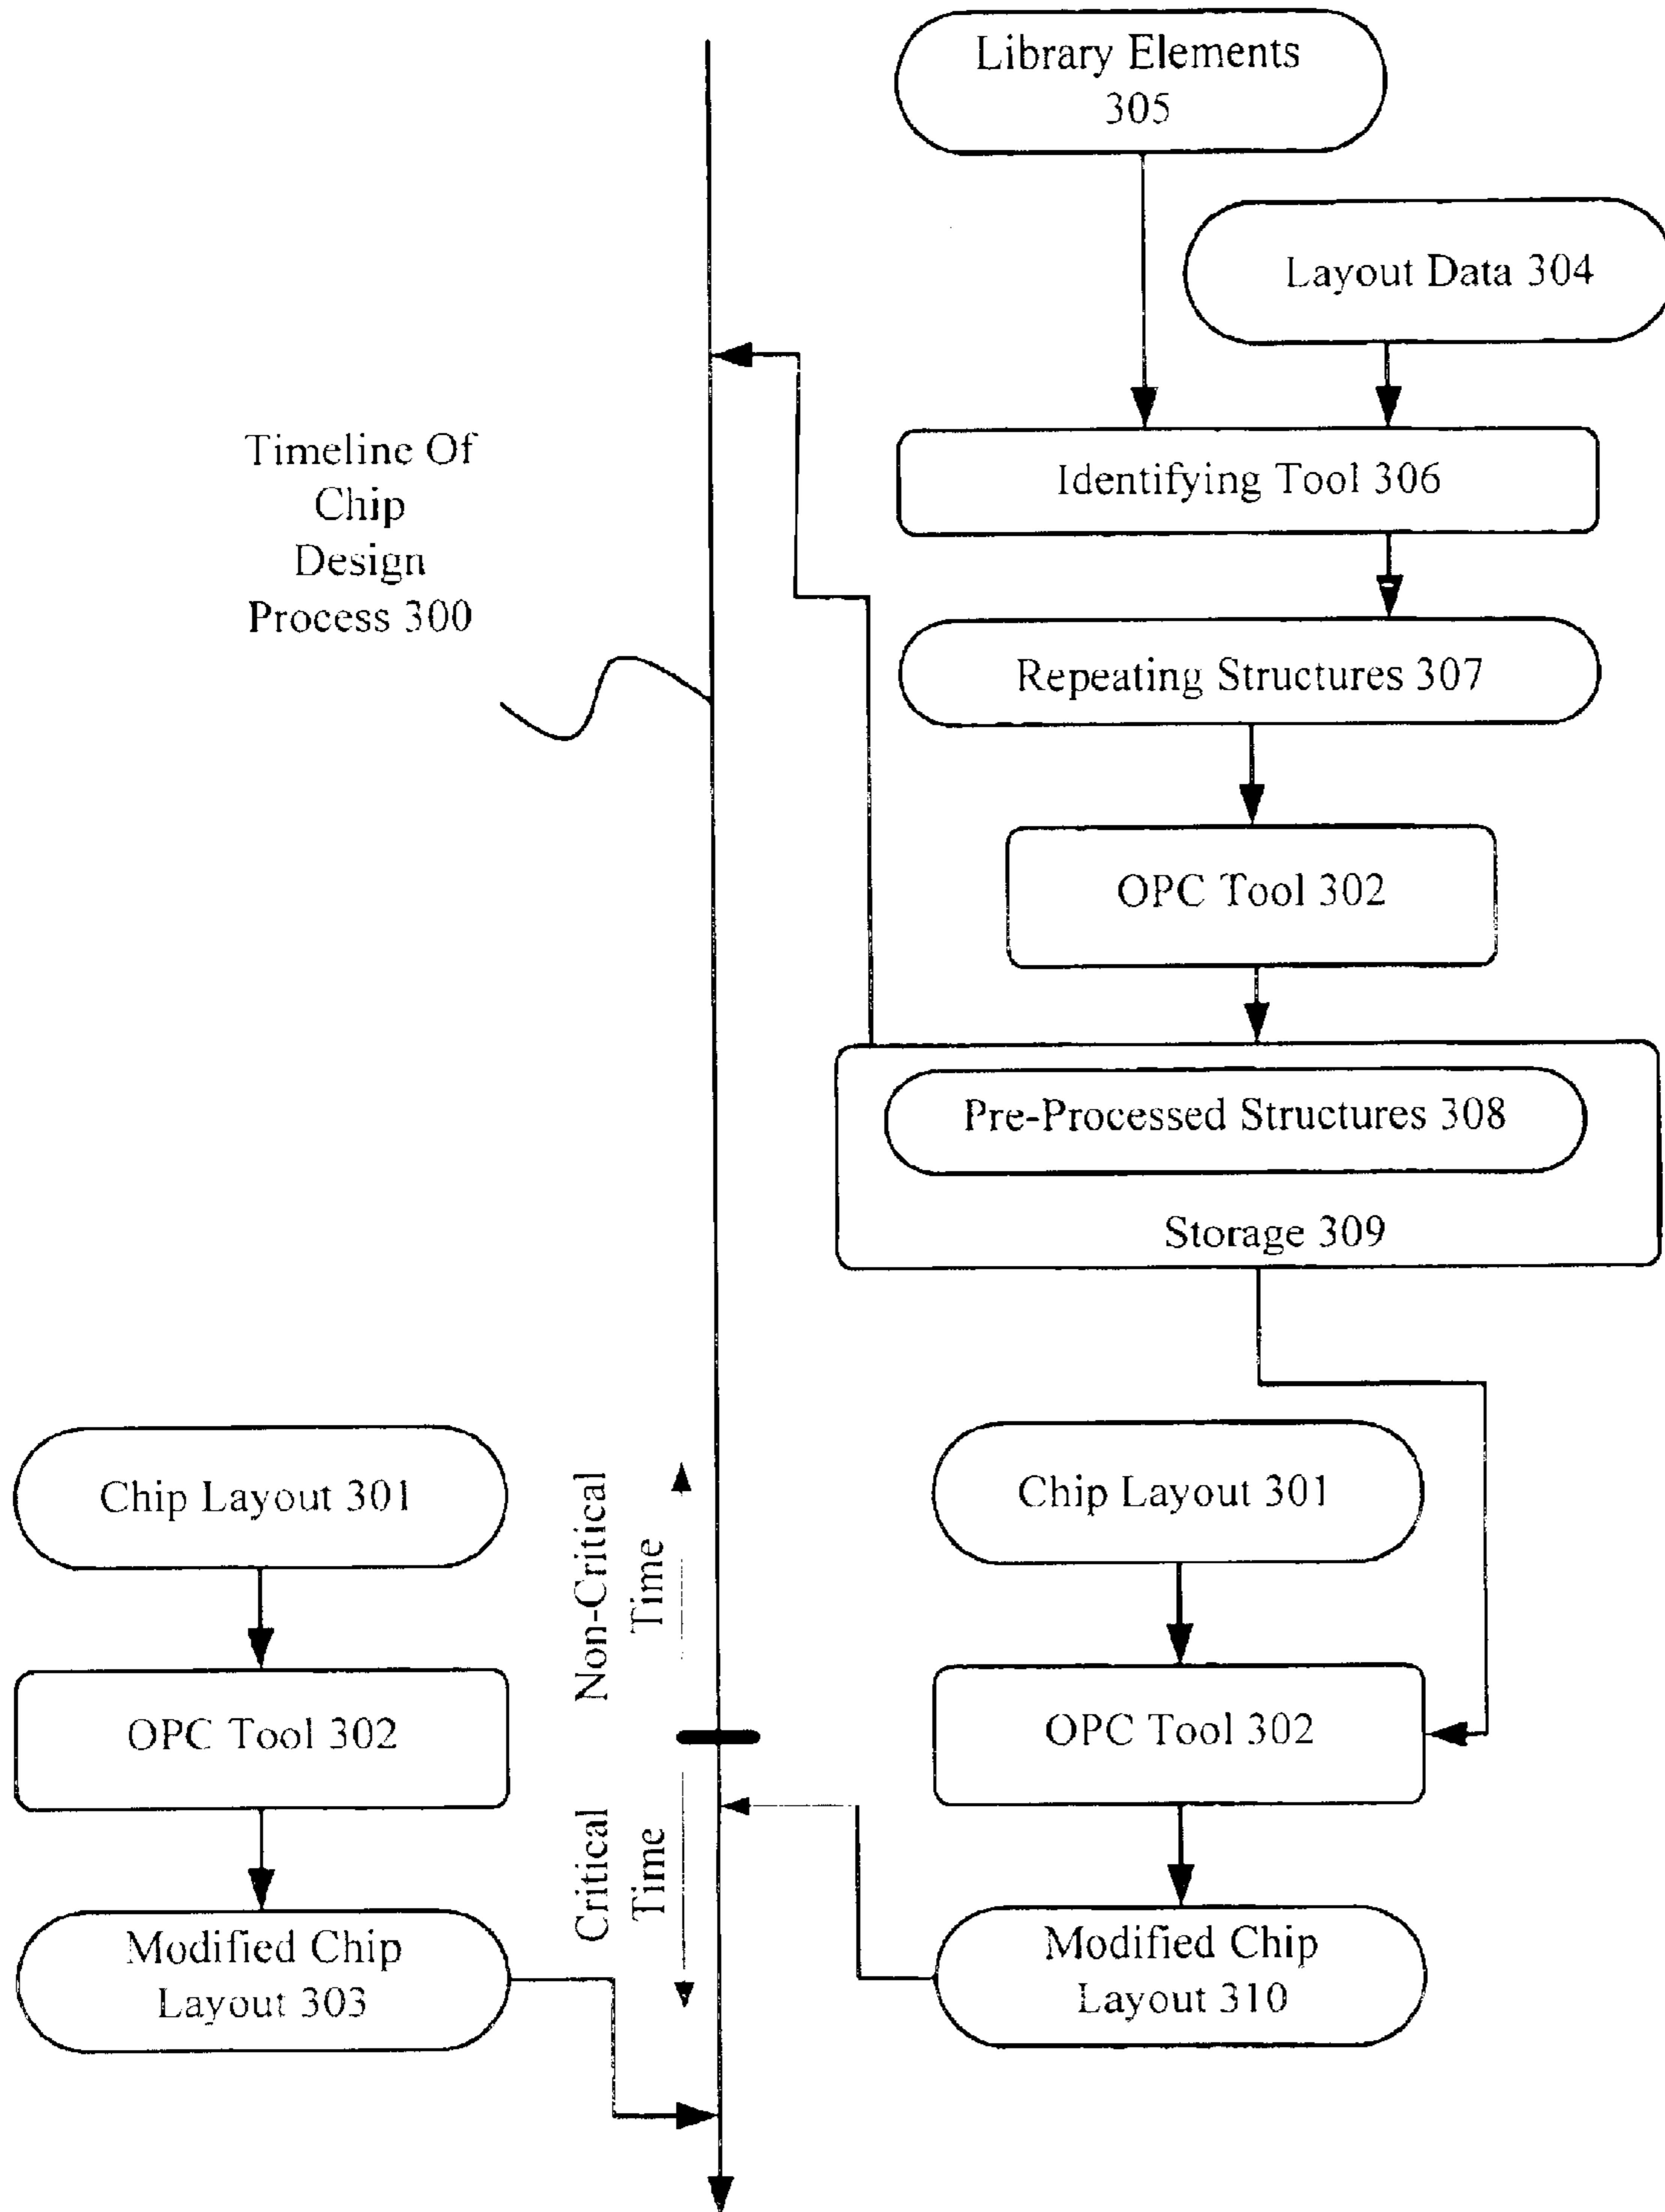 Library Elements
305
Layout Data 304
Timeline Of
Chip
Design
Process 300
Identifying Tool 306
Repeating Structures 307
OPC Tool 302
Pre-Processed Structures 308
Storage 309
Chip Layout 301
Non-Critical
Time
Chip Layout 301
OPC Tool 302
OPC Tool 302
Critical
Time
Modified Chip
Layout 303
Modified Chip
Layout 310